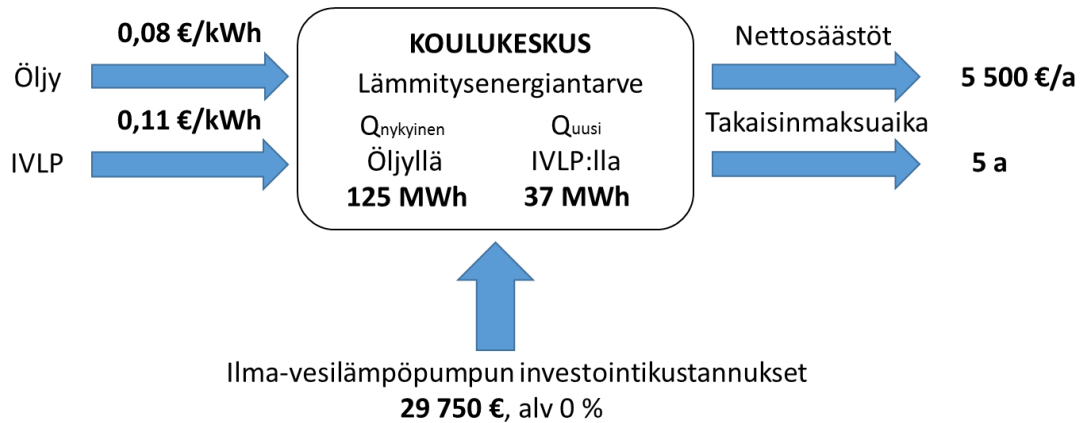 0,08 €/kWh
Öljy
0,11 €/kWh
IVLP
KOULUKESKUS
Lämmitysenergiantarve
Qnykyinen
Öljyllä
125 MWh
Quusi
IVLP:lla
37 MWh
Nettosäästöt
5 500 €/a
Takaisinmaksuaika
5 a
Ilma-vesilämpöpumpun investointikustannukset
29 750 €, alv 0 %